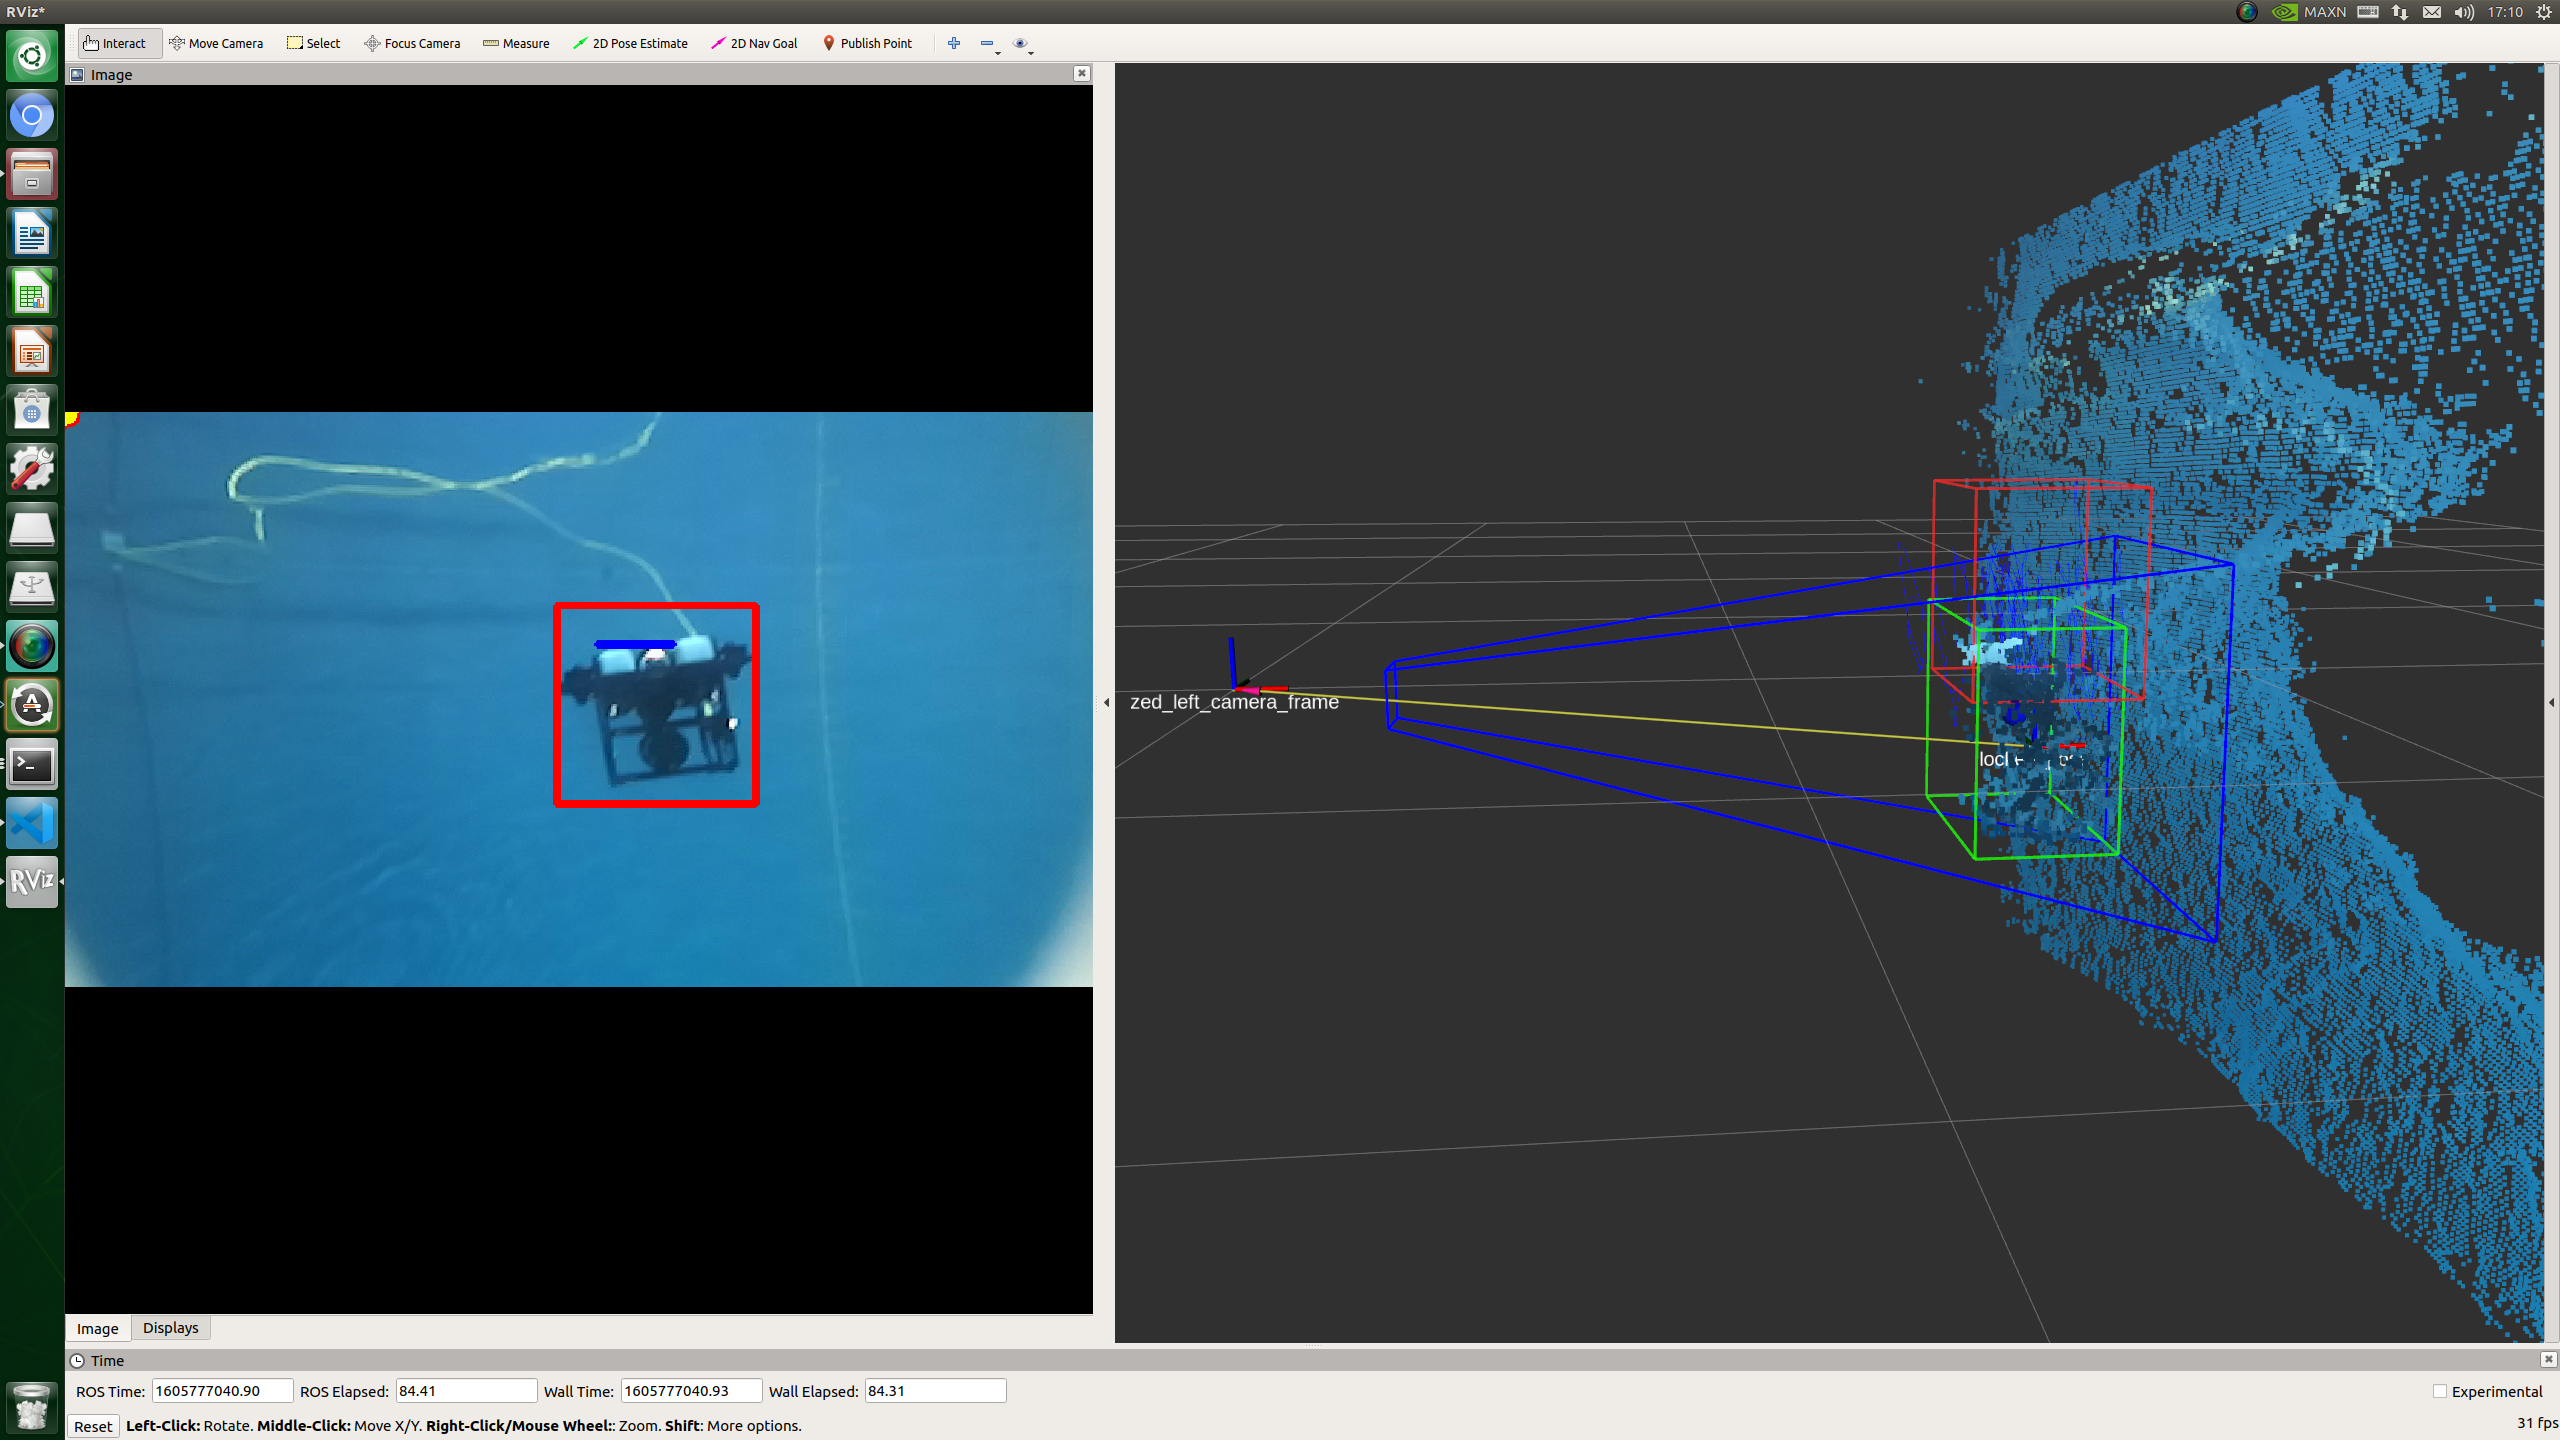 RViz*
MAXN
17:10
Interact
Move Camera
Select
Focus Camera
Measure
2D Pose Estimate
2D Nav Goal
Publish Point
Image
zed_left_camera_frame
RViz
Image
Displays
Time
ROS Time: 1605777040.90 ROS Elapsed: 84.41 Wall Time: 1605777040.93 Wall Elapsed: 84.31
Experimental
Reset Left-Click: Rotate. Middle-Click: Move X/Y. Right-Click/Mouse Wheel:: Zoom. Shift: More options.
31 fps